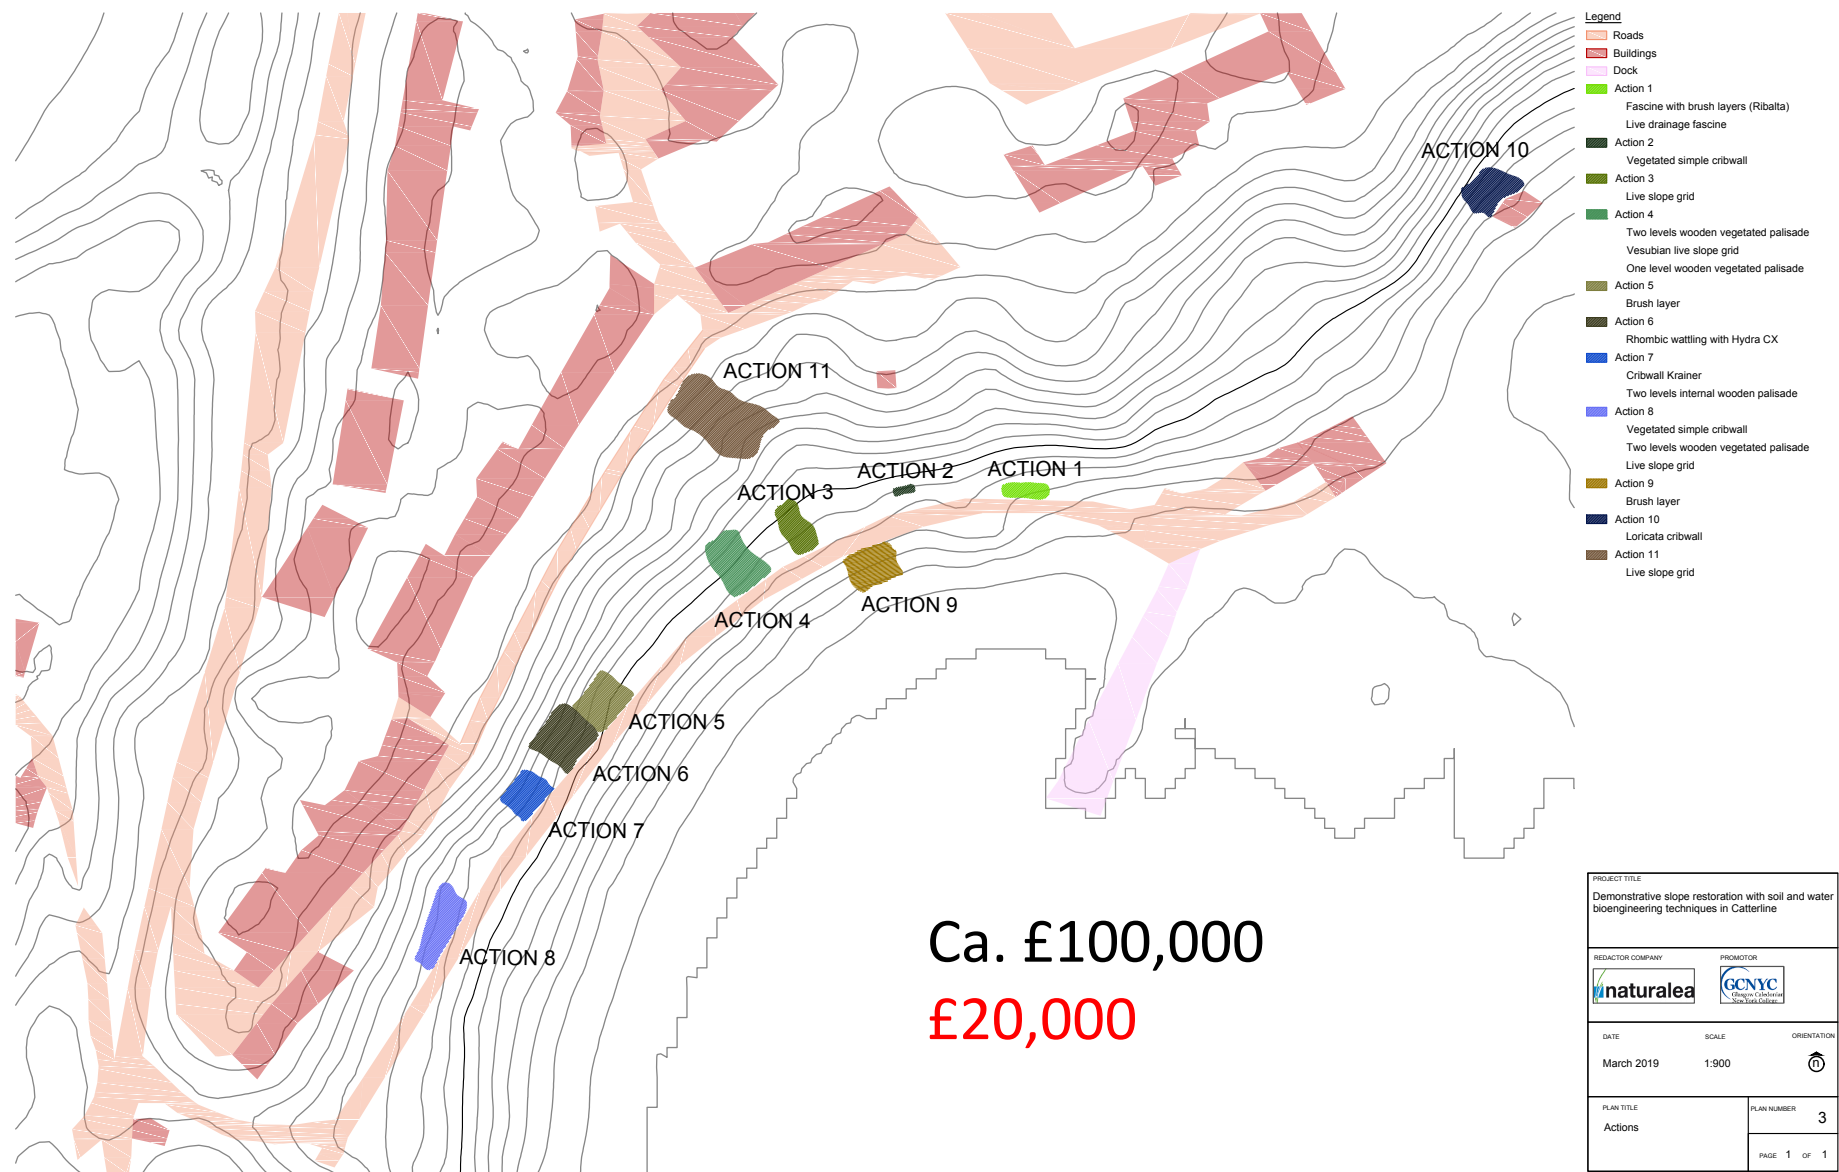 Legend
Roads
Buildings
Dock
Action 1
Fascine with brush layers (Ribalta)
Live drainage fascine
Action 2
Vegetated simple cribwall
Action 3
Live slope grid
Action 4
Two levels wooden vegetated palisade
Vesubian live slope grid
One level wooden vegetated palisade
Action 5
Brush layer
Action 6
Rhombic wattling with Hydra CX
Action 7
Cribwall Krainer
Two levels internal wooden palisade
Action 8
Vegetated simple cribwall
Two levels wooden vegetated palisade
Live slope grid
Action 9
Brush layer
Action 10
Loricata cribwall
Action 11
Live slope grid
ACTION 10
ACTION 11
ACTION 2
ACTION 1
ACTION 3
ACTION 9
ACTION 4
ACTION 5
ACTION 6
ACTION 7
ACTION 8
Ca. £100,000
£20,000
PROJECT TITLE
Demonstrative slope restoration with soil and water
bioengineering techniques in Catterline
REDACTOR COMPANY
PROMOTOR
naturalea
GCNYC
Glasgow Caledonian
New York College
DATE
SCALE
ORIENTATION
March 2019
1:900
n
PLAN TITLE
Actions
PLAN NUMBER
3
PAGE 1 OF 1